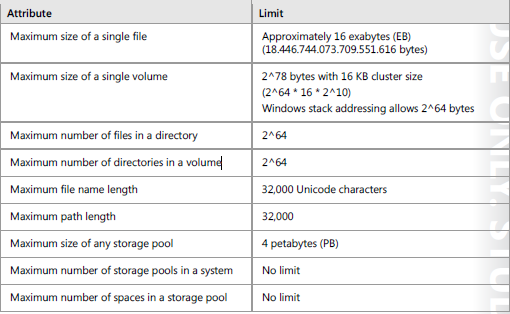 Attribute Limit
Maximum size of a single file Approximately 16 exabytes (EB)
(18.446.744.073.709.551.616 bytes)
Maximum size of a single volume 2^78 bytes with 16 KB cluster size
(2^64 * 16 * 2^10)
Windows stack addressing allows 2^64 bytes
Maximum number of files in a directory 2^64
Maximum number of directories in a volume 2^64
Maximum file name length 32,000 Unicode characters
Maximum path length 32,000
Maximum size of any storage pool 4 petabytes (PB)
Maximum number of storage pools in a system No limit
Maximum number of spaces in a storage pool No limit
USE ONLY.